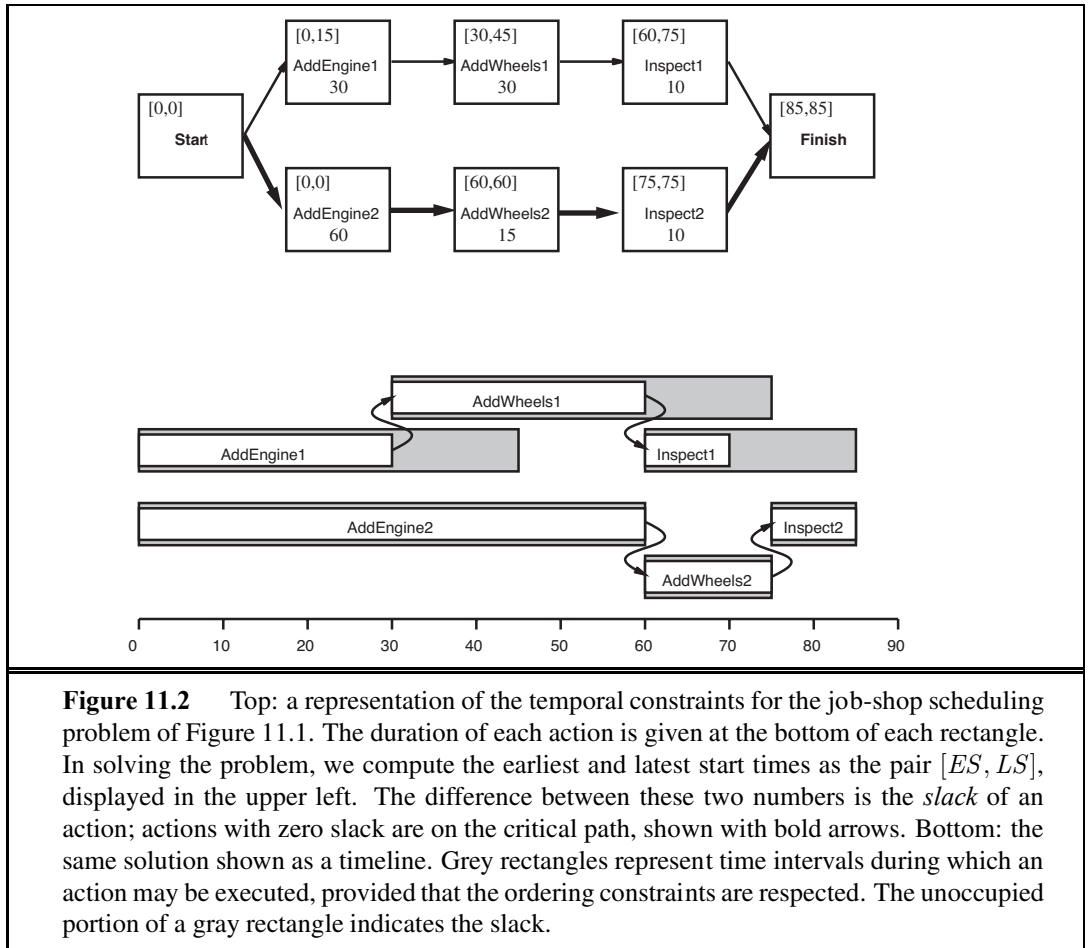 [0,15]
AddEngine1
30
[30,45]
AddWheels1
30
[60,75]
Inspect1
10
[0,0]
Start
[85,85]
Finish
[0,0]
AddEngine2
60
[60,60]
AddWheels2
15
[75,75]
Inspect2
10
AddWheels1
AddEngine1
Inspect1
AddEngine2
Inspect2
AddWheels2
0 10 20 30 40 50 60 70 80 90
Figure 11.2 Top: a representation of the temporal constraints for the job-shop scheduling
problem of Figure 11.1. The duration of each action is given at the bottom of each rectangle.
In solving the problem, we compute the earliest and latest start times as the pair [ES, LS],
displayed in the upper left. The difference between these two numbers is the slack of an
action; actions with zero slack are on the critical path, shown with bold arrows. Bottom: the
same solution shown as a timeline. Grey rectangles represent time intervals during which an
action may be executed, provided that the ordering constraints are respected. The unoccupied
portion of a gray rectangle indicates the slack.